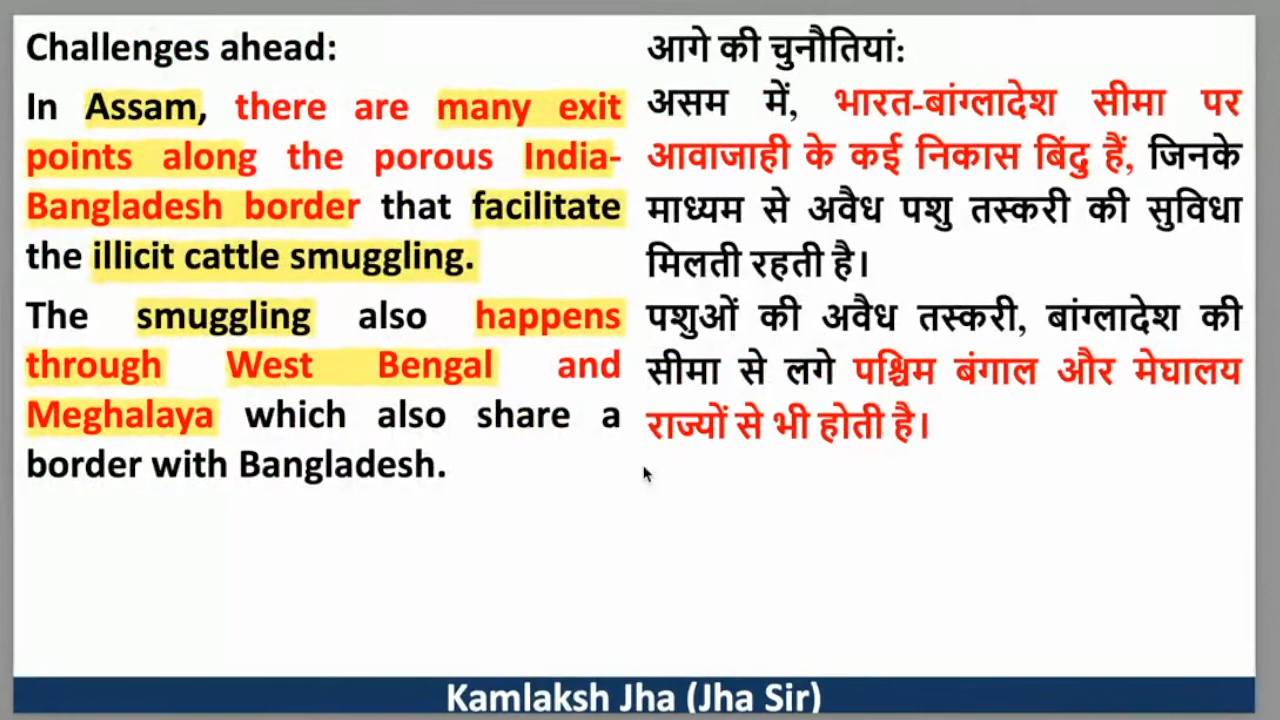 Challenges ahead:
In Assam, there are many exit
points along the porous India-
Bangladesh border that facilitate
the illicit cattle smuggling.
The smuggling also happens
through West Bengal and
Meghalaya which also share a
border with Bangladesh.
आगे की चुनौतियां:
असम में, भारत-बांग्लादेश सीमा पर
आवाजाही के कई निकास बिंदु हैं, जिनके
माध्यम से अवैध पशु तस्करी की सुविधा
मिलती रहती है।
पशुओं की अवैध तस्करी, बांग्लादेश की
सीमा से लगे पश्चिम बंगाल और मेघालय
राज्यों से भी होती है।
Kamlaksh Jha (Jha Sir)